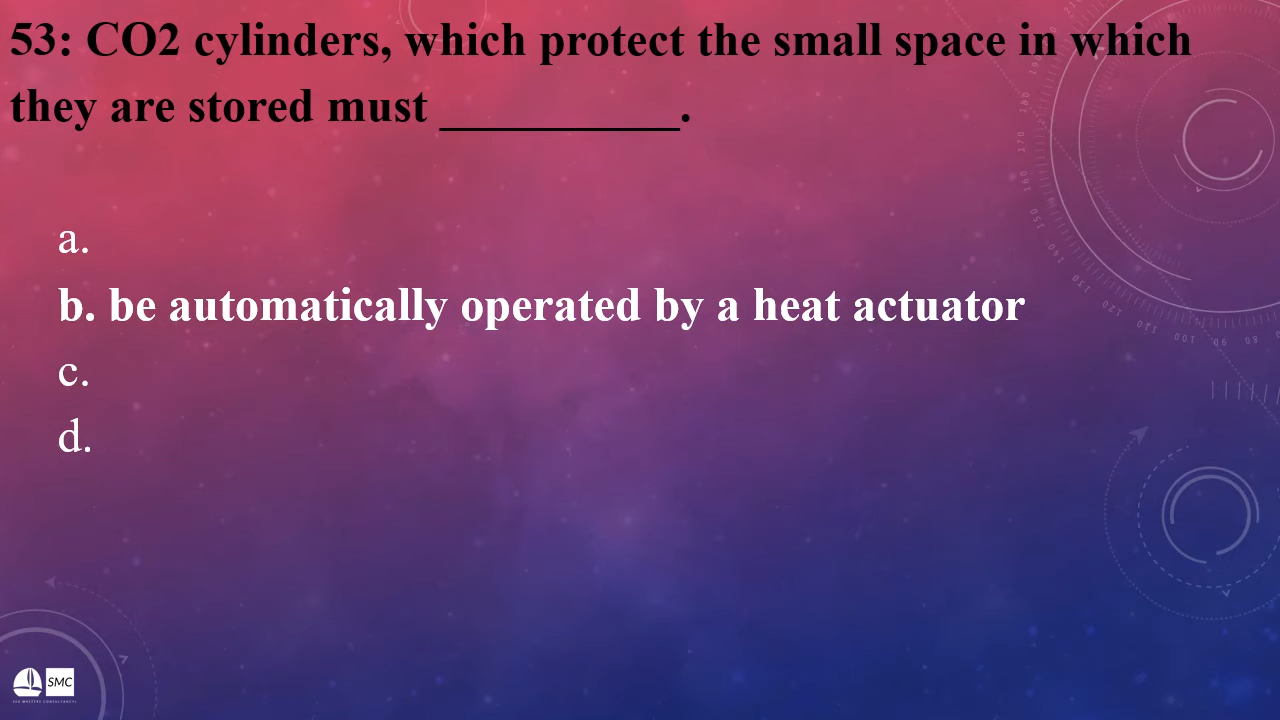 53: CO2 cylinders, which protect the small space in which
they are stored must __________.
a.
b. be automatically operated by a heat actuator
c.
d.
SMC